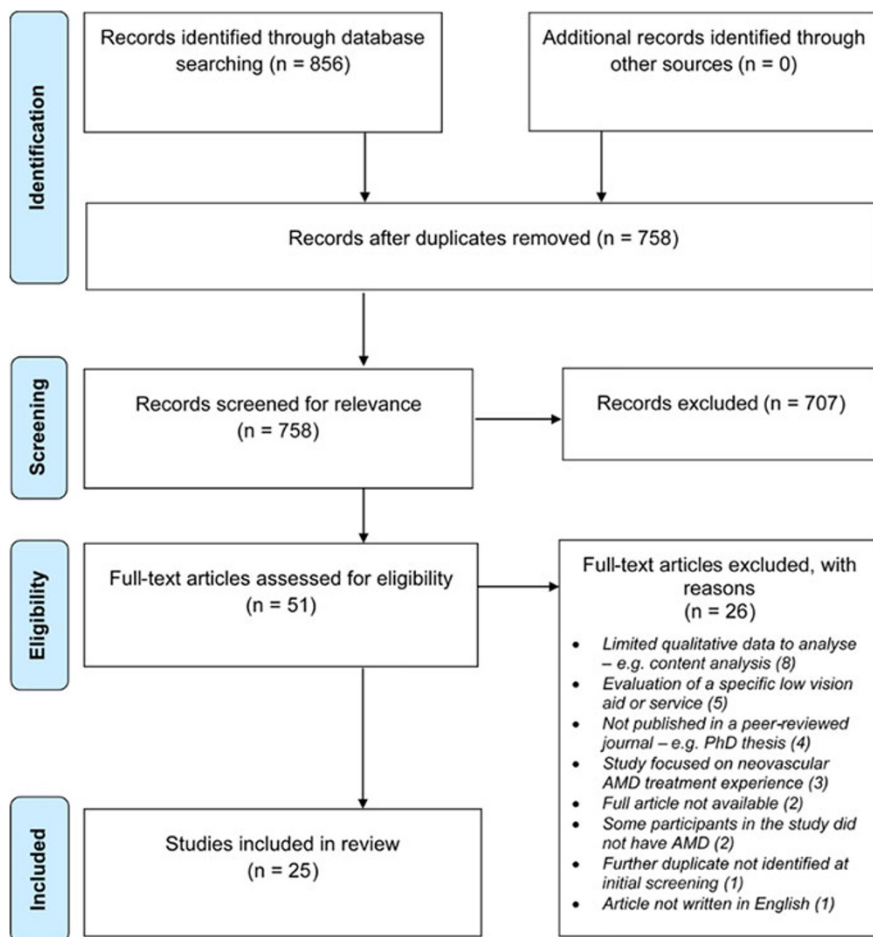 Identification
Records identified through database
searching (n = 856)
Additional records identified through
other sources (n = 0)
Records after duplicates removed (n = 758)
Screening
Records screened for relevance
(n = 758)
Records excluded (n = 707)
Eligibility
Full-text articles assessed for eligibility
(n = 51)
Full-text articles excluded, with
reasons
(n = 26)
• Limited qualitative data to analyse
– e.g. content analysis (8)
• Evaluation of a specific low vision
aid or service (5)
• Not published in a peer-reviewed
journal – e.g. PhD thesis (4)
• Study focused on neovascular
AMD treatment experience (3)
• Full article not available (2)
• Some participants in the study did
not have AMD (2)
• Further duplicate not identified at
initial screening (1)
• Article not written in English (1)
Included
Studies included in review
(n = 25)